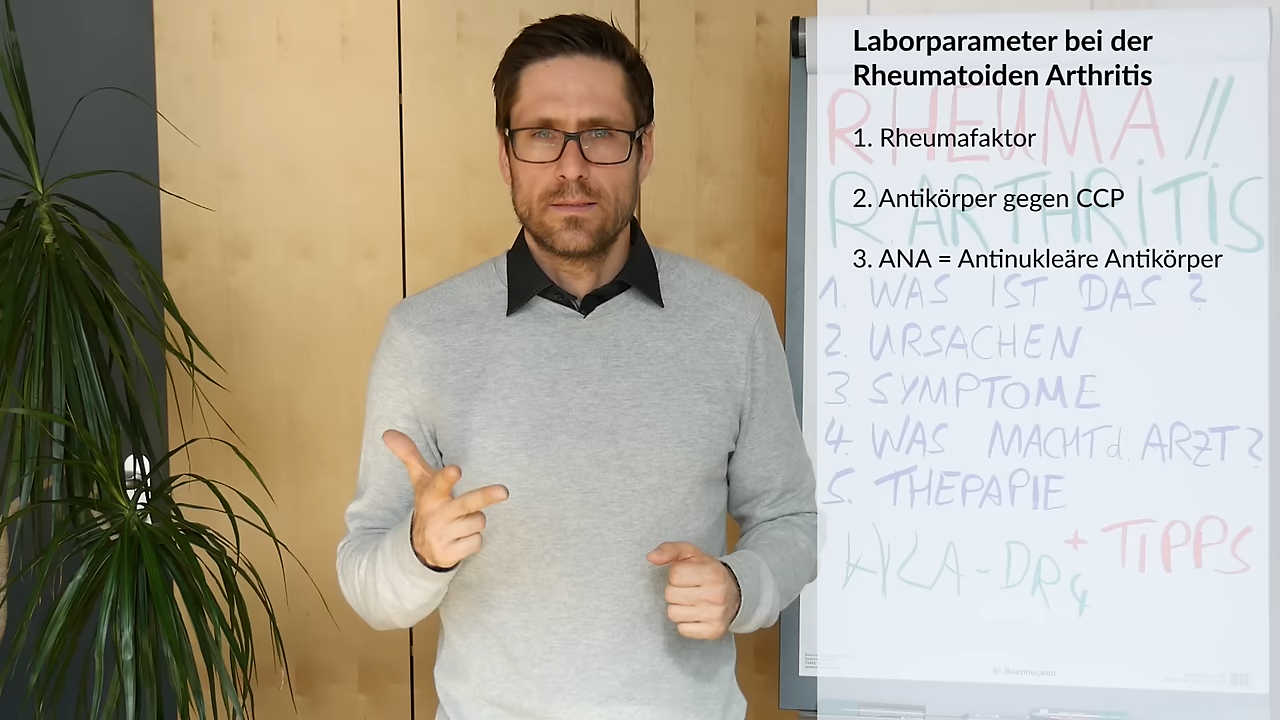 Laborparameter bei der
Rheumatoiden Arthritis
1. Rheumafaktor
2. Antikörper gegen CCP
3. ANA = Antinukleäre Antikörper
RHEUMA //
R. ARTHRITIS
1. WAS IST DAS ?
2. URSACHEN
3. SYMPTOME
4. WAS MACHT d. ARZT?
5. THEPAPIE
+ TIPPS
HLA-DR4
Soennecken